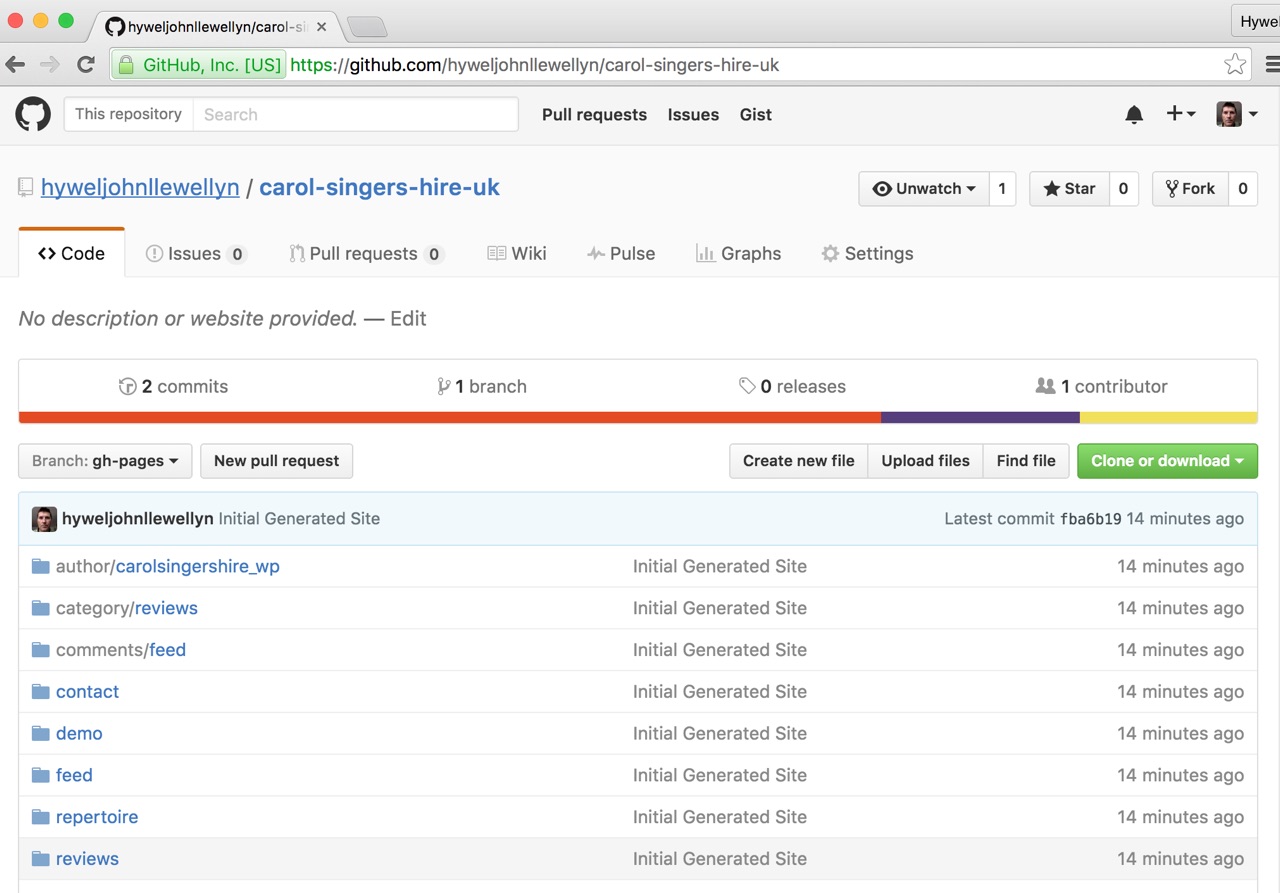 hyweljohnllewellyn/carol-si
Hywel
GitHub, Inc. [US] https://github.com/hyweljohnllewellyn/carol-singers-hire-uk
This repository Search Pull requests Issues Gist
hyweljohnllewellyn / carol-singers-hire-uk Unwatch 1 Star 0 Fork 0
Code Issues 0 Pull requests 0 Wiki Pulse Graphs Settings
No description or website provided. — Edit
2 commits 1 branch 0 releases 1 contributor
Branch: gh-pages New pull request Create new file Upload files Find file Clone or download
hyweljohnllewellyn Initial Generated Site Latest commit fba6b19 14 minutes ago
author/carolsingershire_wp Initial Generated Site 14 minutes ago
category/reviews Initial Generated Site 14 minutes ago
comments/feed Initial Generated Site 14 minutes ago
contact Initial Generated Site 14 minutes ago
demo Initial Generated Site 14 minutes ago
feed Initial Generated Site 14 minutes ago
repertoire Initial Generated Site 14 minutes ago
reviews Initial Generated Site 14 minutes ago